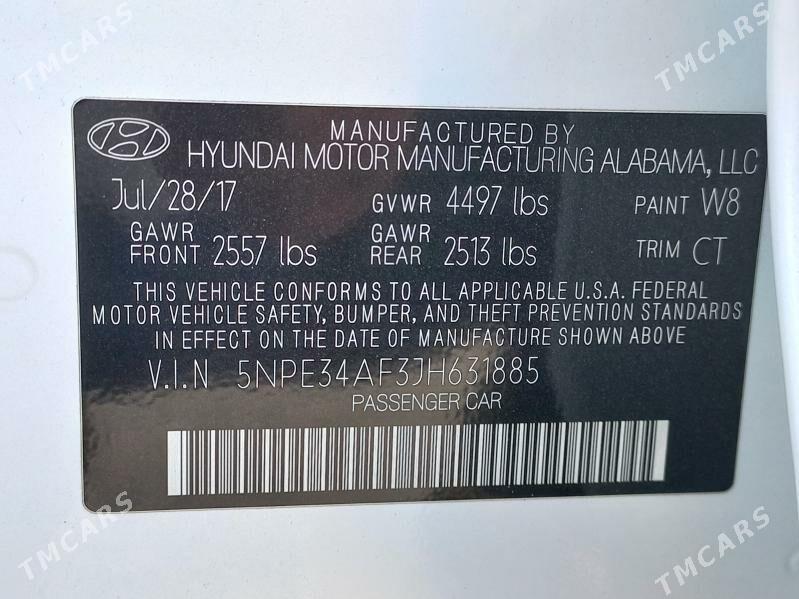 TMCARS
TMCARS
MANUFACTURED BY
HYUNDAI MOTOR MANUFACTURING ALABAMA, LLC
Jul/28/17 GVWR 4497 lbs PAINT W8
GAWR FRONT 2557 lbs GAWR REAR 2513 lbs TRIM CT
THIS VEHICLE CONFORMS TO ALL APPLICABLE U.S.A. FEDERAL
MOTOR VEHICLE SAFETY, BUMPER, AND THEFT PREVENTION STANDARDS
IN EFFECT ON THE DATE OF MANUFACTURE SHOWN ABOVE
V.I.N 5NPE34AF3JH631885
PASSENGER CAR
TMCARS
TMCARS